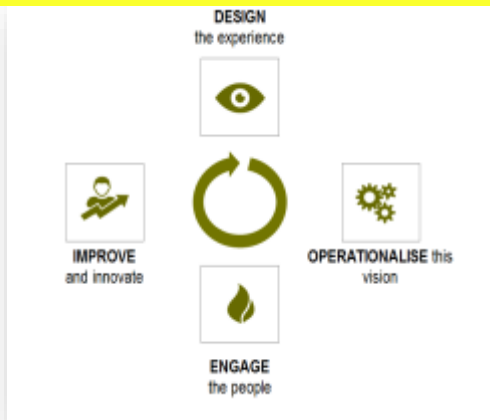 DESIGN
the experience
IMPROVE
and innovate
OPERATIONALISE this
vision
ENGAGE
the people